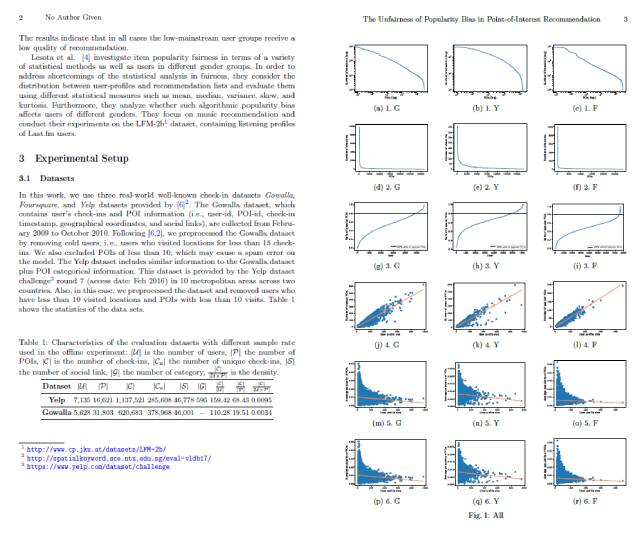 2 No Author Given
The results indicate that in all cases the low-mainstream user groups receive a
low quality of recommendation.
Lesota et al. [4] investigate item popularity fairness in terms of a variety
of statistical methods as well as users in different gender groups. In order to
address shortcomings of the statistical analysis in fairness, they consider the
distribution between user-profiles and recommendation lists and evaluate them
using different statistical measures such as mean, median, variance, skew, and
kurtosis. Furthermore, they analyze whether such algorithmic popularity bias
affects users of different genders. They focus on music recommendation and
conduct their experiments on the LFM-2b¹ dataset, containing listening profiles
of Last.fm users.
3 Experimental Setup
3.1 Datasets
In this work, we use three real-world well-known check-in datasets Gowalla,
Foursquare, and Yelp datasets provided by [6]². The Gowalla dataset, which
contains user's check-ins and POI information (i.e., user-id, POI-id, check-in
timestamp, geographical coordinates, and social links), are collected from Febru-
ary 2009 to October 2010. Following [6,2], we preprocessed the Gowalla dataset
by removing cold users, i.e., users who visited locations for less than 15 check-
ins. We also excluded POIs of less than 10, which may cause a spam error on
the model. The Yelp dataset includes similar information to the Gowalla dataset
plus POI categorical information. This dataset is provided by the Yelp dataset
challenge³ round 7 (access date: Feb 2016) in 10 metropolitan areas across two
countries. Also, in this case, we preprocessed the dataset and removed users who
have less than 10 visited locations and POIs with less than 10 visits. Table 1
shows the statistics of the data sets.
Table 1: Characteristics of the evaluation datasets with different sample rate
used in the offline experiment: |U| is the number of users, |P| the number of
POIs, |C| is the number of check-ins, |Cu| the number of unique check-ins, |S|
the number of social link, |G| the number of category, |C|/|U×P| is the density.
Dataset |U| |P| |C| |Cu| |S| |G| |C|/|U| |C|/|P| |C|/|U×P|
Yelp 7,135 16,621 1,137,521 285,608 46,778 595 159.42 68.43 0.0095
Gowalla 5,628 31,803 620,683 378,968 46,001 - 110.28 19.51 0.0034
¹ http://www.cp.jku.at/datasets/LFM-2b/
² http://spatialkeyword.sce.ntu.edu.sg/eval-vldb17/
³ https://www.yelp.com/dataset/challenge
The Unfairness of Popularity Bias in Point-of-Interest Recommendation 3
(a) 1. G (b) 1. Y (c) 1. F
(d) 2. G (e) 2. Y (f) 2. F
(g) 3. G (h) 3. Y (i) 3. F
(j) 4. G (k) 4. Y (l) 4. F
(m) 5. G (n) 5. Y (o) 5. F
(p) 6. G (q) 6. Y (r) 6. F
Fig. 1: All